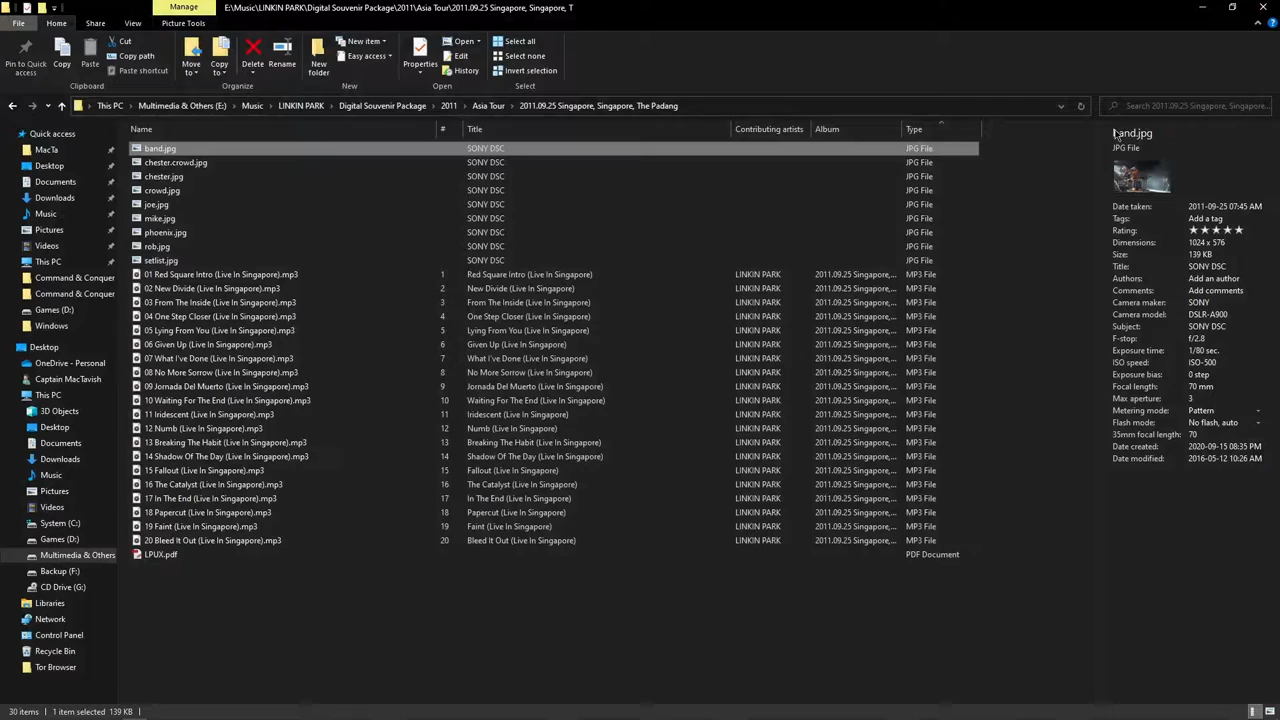 Manage
E:\Music\LINKIN PARK\Digital Souvenir Package\2011\Asia Tour\2011.09.25 Singapore, Singapore, T
File
Home
Share
View
Picture Tools
Pin to Quick access
Copy
Paste
Cut
Copy path
Paste shortcut
Clipboard
Move to
Copy to
Delete
Rename
Organize
New folder
New item
Easy access
New
Properties
Open
Edit
History
Open
Select all
Select none
Invert selection
Select
This PC
Multimedia & Others (E:)
Music
LINKIN PARK
Digital Souvenir Package
2011
Asia Tour
2011.09.25 Singapore, Singapore, The Padang
Search 2011.09.25 Singapore, Singapore,...
Quick access
MacTa
Desktop
Documents
Downloads
Music
Pictures
Videos
This PC
Command & Conquer
Command & Conquer
Games (D:)
Windows
Desktop
OneDrive - Personal
Captain MacTavish
This PC
3D Objects
Desktop
Documents
Downloads
Music
Pictures
Videos
System (C:)
Games (D:)
Multimedia & Others
Backup (F:)
CD Drive (G:)
Libraries
Network
Control Panel
Recycle Bin
Tor Browser
Name # Title Contributing artists Album Type
band.jpg SONY DSC JPG File
chester.crowd.jpg SONY DSC JPG File
chester.jpg SONY DSC JPG File
crowd.jpg SONY DSC JPG File
joe.jpg SONY DSC JPG File
mike.jpg SONY DSC JPG File
phoenix.jpg SONY DSC JPG File
rob.jpg SONY DSC JPG File
setlist.jpg SONY DSC JPG File
01 Red Square Intro (Live In Singapore).mp3 1 Red Square Intro (Live In Singapore) LINKIN PARK 2011.09.25 Singapore,... MP3 File
02 New Divide (Live In Singapore).mp3 2 New Divide (Live In Singapore) LINKIN PARK 2011.09.25 Singapore,... MP3 File
03 From The Inside (Live In Singapore).mp3 3 From The Inside (Live In Singapore) LINKIN PARK 2011.09.25 Singapore,... MP3 File
04 One Step Closer (Live In Singapore).mp3 4 One Step Closer (Live In Singapore) LINKIN PARK 2011.09.25 Singapore,... MP3 File
05 Lying From You (Live In Singapore).mp3 5 Lying From You (Live In Singapore) LINKIN PARK 2011.09.25 Singapore,... MP3 File
06 Given Up (Live In Singapore).mp3 6 Given Up (Live In Singapore) LINKIN PARK 2011.09.25 Singapore,... MP3 File
07 What I've Done (Live In Singapore).mp3 7 What I've Done (Live In Singapore) LINKIN PARK 2011.09.25 Singapore,... MP3 File
08 No More Sorrow (Live In Singapore).mp3 8 No More Sorrow (Live In Singapore) LINKIN PARK 2011.09.25 Singapore,... MP3 File
09 Jornada Del Muerto (Live In Singapore).mp3 9 Jornada Del Muerto (Live In Singapore) LINKIN PARK 2011.09.25 Singapore,... MP3 File
10 Waiting For The End (Live In Singapore).mp3 10 Waiting For The End (Live In Singapore) LINKIN PARK 2011.09.25 Singapore,... MP3 File
11 Iridescent (Live In Singapore).mp3 11 Iridescent (Live In Singapore) LINKIN PARK 2011.09.25 Singapore,... MP3 File
12 Numb (Live In Singapore).mp3 12 Numb (Live In Singapore) LINKIN PARK 2011.09.25 Singapore,... MP3 File
13 Breaking The Habit (Live In Singapore).mp3 13 Breaking The Habit (Live In Singapore) LINKIN PARK 2011.09.25 Singapore,... MP3 File
14 Shadow Of The Day (Live In Singapore).mp3 14 Shadow Of The Day (Live In Singapore) LINKIN PARK 2011.09.25 Singapore,... MP3 File
15 Fallout (Live In Singapore).mp3 15 Fallout (Live In Singapore) LINKIN PARK 2011.09.25 Singapore,... MP3 File
16 The Catalyst (Live In Singapore).mp3 16 The Catalyst (Live In Singapore) LINKIN PARK 2011.09.25 Singapore,... MP3 File
17 In The End (Live In Singapore).mp3 17 In The End (Live In Singapore) LINKIN PARK 2011.09.25 Singapore,... MP3 File
18 Papercut (Live In Singapore).mp3 18 Papercut (Live In Singapore) LINKIN PARK 2011.09.25 Singapore,... MP3 File
19 Faint (Live In Singapore).mp3 19 Faint (Live In Singapore) LINKIN PARK 2011.09.25 Singapore,... MP3 File
20 Bleed It Out (Live In Singapore).mp3 20 Bleed It Out (Live In Singapore) LINKIN PARK 2011.09.25 Singapore,... MP3 File
LPUX.pdf PDF Document
band.jpg
JPG File
Date taken: 2011-09-25 07:45 AM
Tags: Add a tag
Rating: ★★★★★
Dimensions: 1024 x 576
Size: 139 KB
Title: SONY DSC
Authors: Add an author
Comments: Add comments
Camera maker: SONY
Camera model: DSLR-A900
Subject: SONY DSC
F-stop: f/2.8
Exposure time: 1/80 sec.
ISO speed: ISO-500
Exposure bias: 0 step
Focal length: 70 mm
Max aperture: 3
Metering mode: Pattern
Flash mode: No flash, auto
35mm focal length: 70
Date created: 2020-09-15 08:35 PM
Date modified: 2016-05-12 10:26 AM
30 items 1 item selected 139 KB